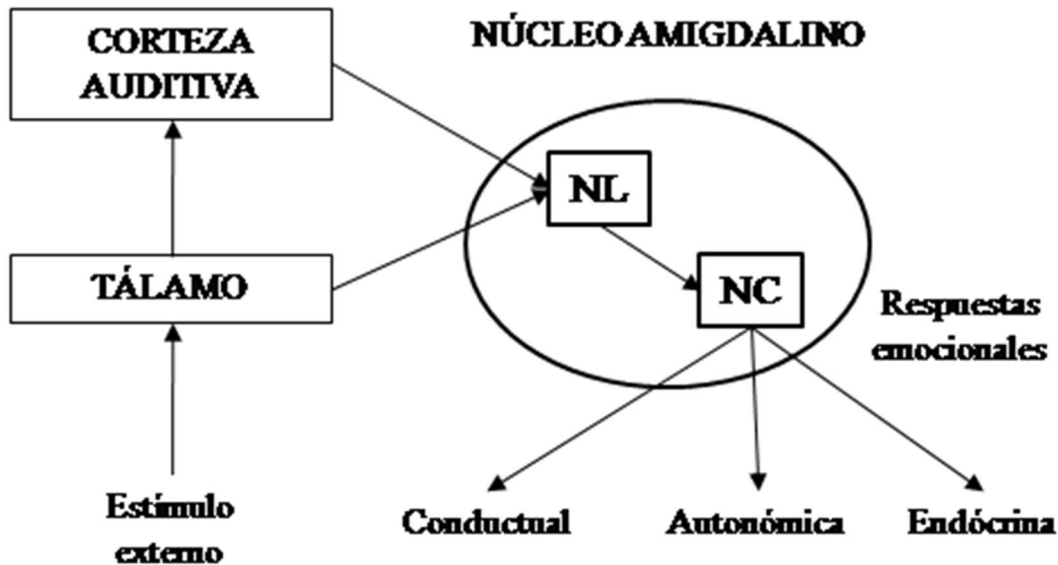 CORTEZA
AUDITIVA
NÚCLEO AMIGDALINO
NL
TÁLAMO
NC
Respuestas
emocionales
Estímulo
externo
Conductual
Autonómica
Endócrina